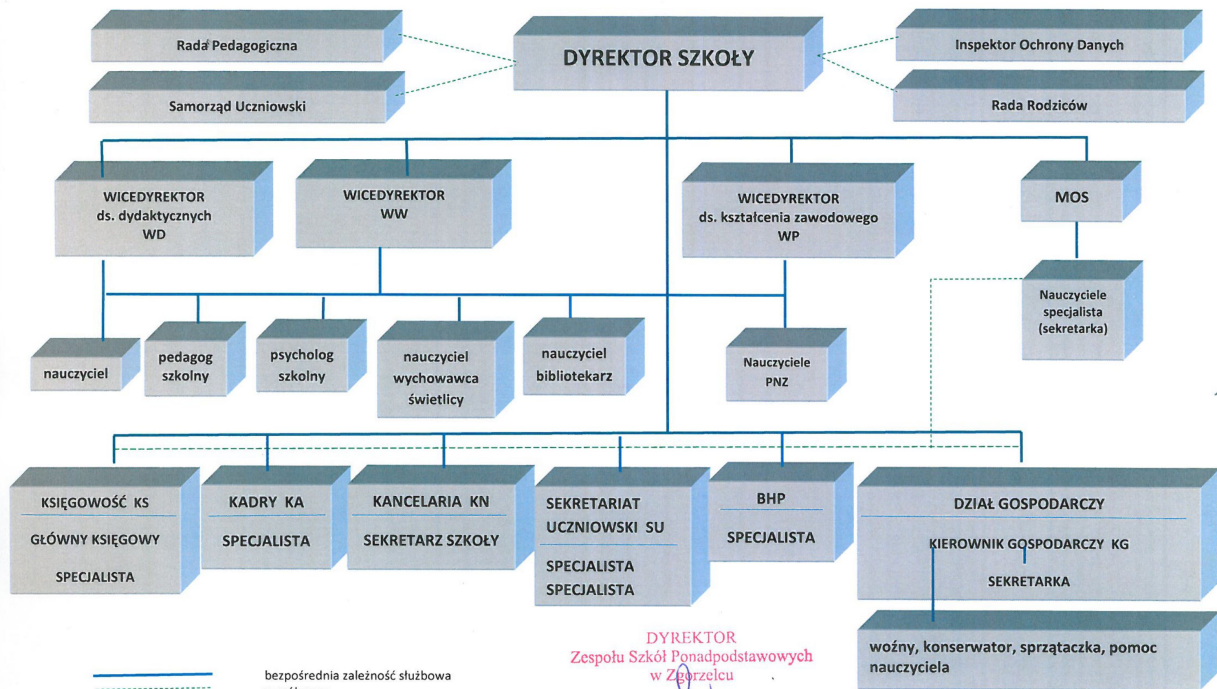 Rada Pedagogiczna
DYREKTOR SZKOŁY
Inspektor Ochrony Danych
Samorząd Uczniowski
Rada Rodziców
WICEDYREKTOR
ds. dydaktycznych
WD
WICEDYREKTOR
WW
WICEDYREKTOR
ds. kształcenia zawodowego
WP
MOS
Nauczyciele
specjalista
(sekretarka)
nauczyciel
pedagog
szkolny
psycholog
szkolny
nauczyciel
wychowawca
świetlicy
nauczyciel
bibliotekarz
Nauczyciele
PNZ
KSIĘGOWOŚĆ KS
GŁÓWNY KSIĘGOWY
SPECJALISTA
KADRY KA
SPECJALISTA
KANCELARIA KN
SEKRETARZ SZKOŁY
SEKRETARIAT
UCZNIOWSKI SU
SPECJALISTA
SPECJALISTA
BHP
SPECJALISTA
DZIAŁ GOSPODARCZY
KIEROWNIK GOSPODARCZY KG
SEKRETARKA
woźny, konserwator, sprzątaczka, pomoc
nauczyciela
bezpośrednia zależność służbowa
DYREKTOR
Zespołu Szkół Ponadpodstawowych
w Zgorzelcu